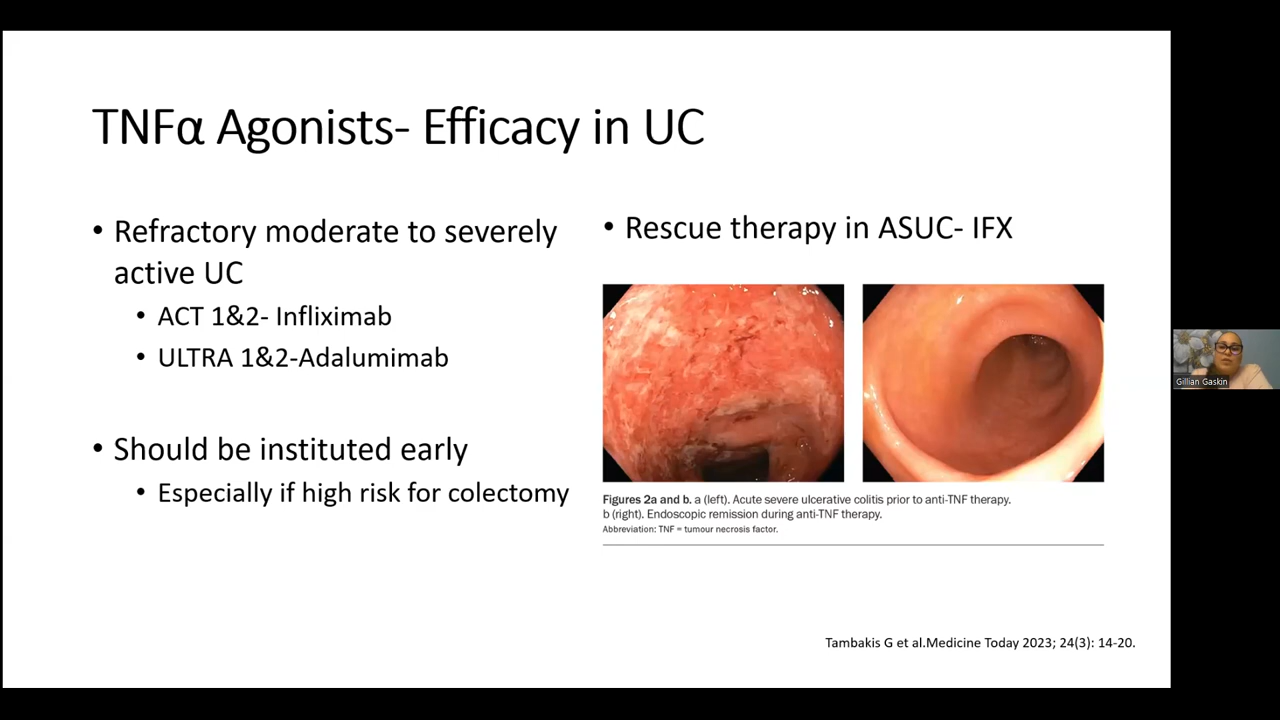 TNFα Agonists- Efficacy in UC
• Refractory moderate to severely
active UC
• ACT 1&2- Infliximab
• ULTRA 1&2-Adalumimab
• Should be instituted early
• Especially if high risk for colectomy
• Rescue therapy in ASUC- IFX
Figures 2a and b. a (left). Acute severe ulcerative colitis prior to anti-TNF therapy.
b (right). Endoscopic remission during anti-TNF therapy.
Abbreviation: TNF = tumour necrosis factor.
Tambakis G et al.Medicine Today 2023; 24(3): 14-20.
Gillian Gaskin